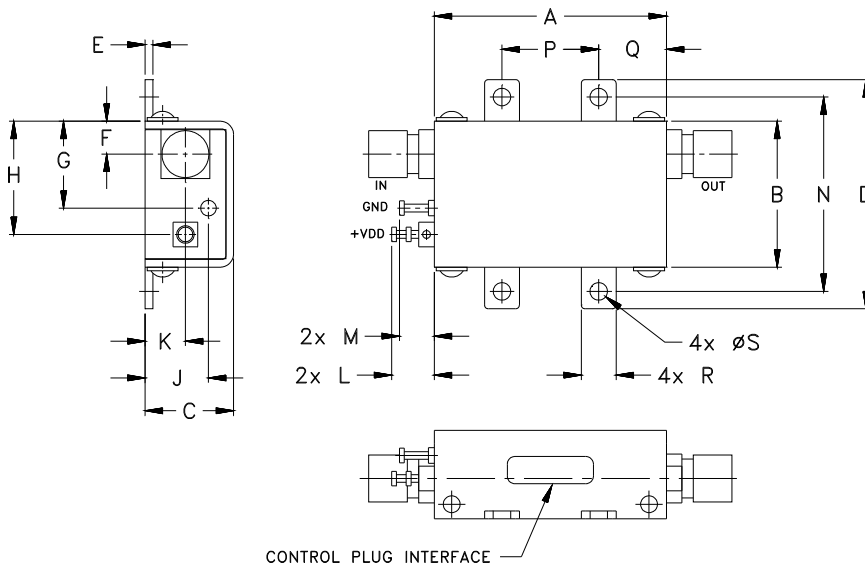 A
E
P
Q
F
G
H
IN
OUT
GND
+VDD
B
N
D
K
J
C
2x M
2x L
4x øS
4x R
CONTROL PLUG INTERFACE